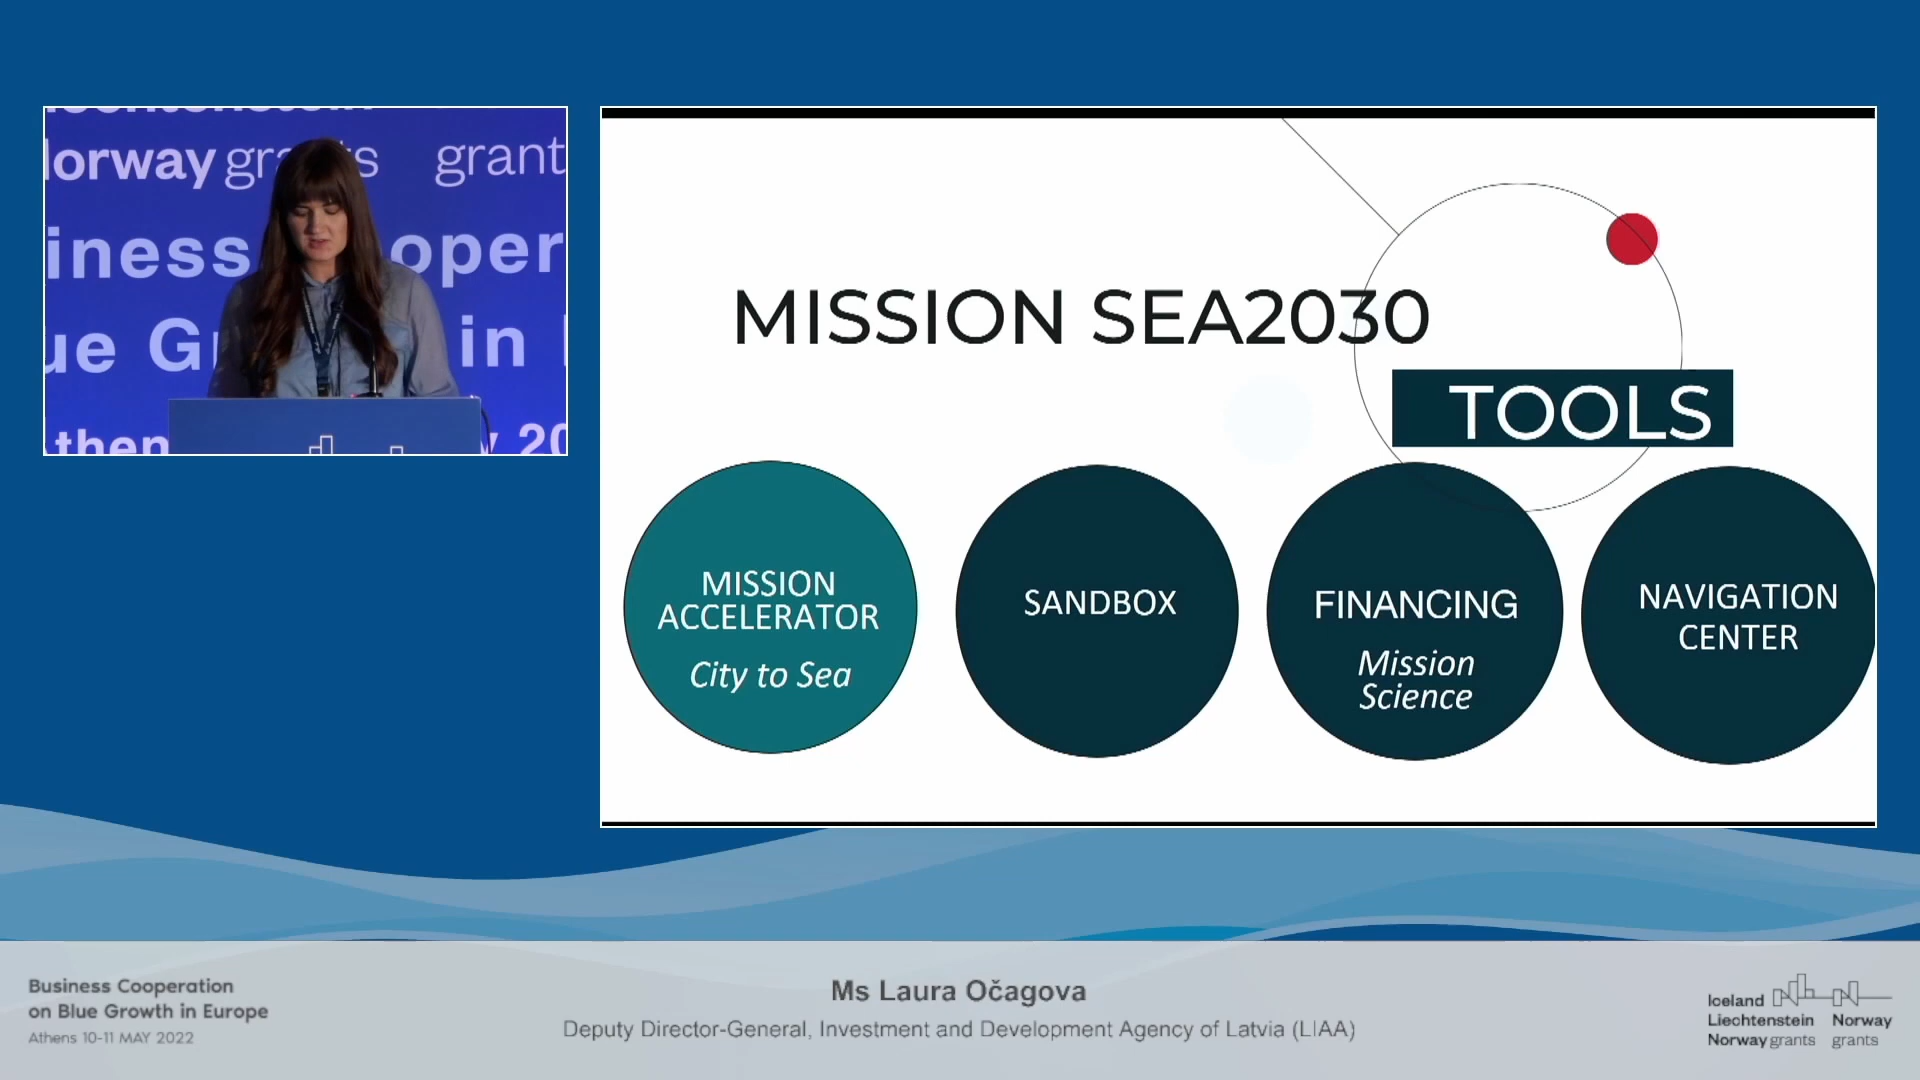 orway grants grant
iness oper
ue G in
then 20
MISSION SEA2030
TOOLS
MISSION
ACCELERATOR
City to Sea
SANDBOX
FINANCING
Mission
Science
NAVIGATION
CENTER
Business Cooperation
on Blue Growth in Europe
Athens 10-11 MAY 2022
Ms Laura Očagova
Deputy Director-General, Investment and Development Agency of Latvia (LIAA)
Iceland
Liechtenstein Norway
Norway grants grants